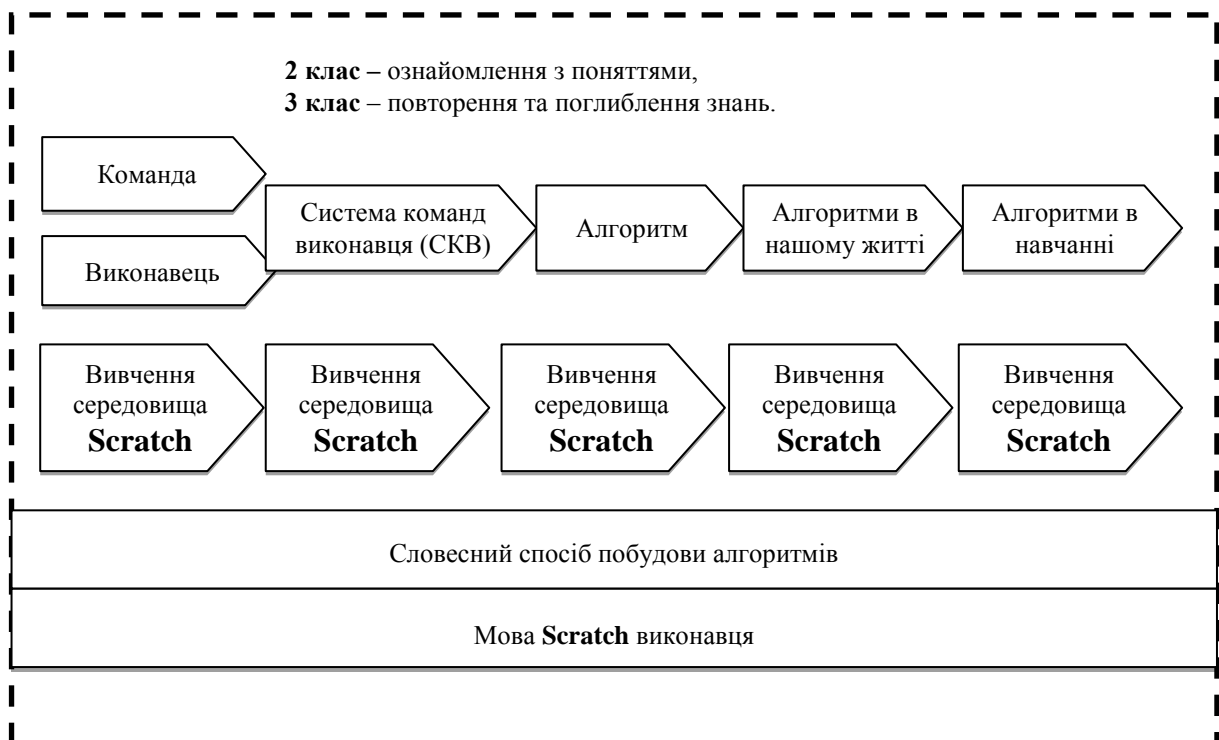 2 клас – ознайомлення з поняттями,
3 клас – повторення та поглиблення знань.
Команда
Виконавець
Система команд
виконавця (СКВ)
Алгоритм
Алгоритми в
нашому житті
Алгоритми в
навчанні
Вивчення
середовища
Scratch
Вивчення
середовища
Scratch
Вивчення
середовища
Scratch
Вивчення
середовища
Scratch
Вивчення
середовища
Scratch
Словесний спосіб побудови алгоритмів
Мова Scratch виконавця